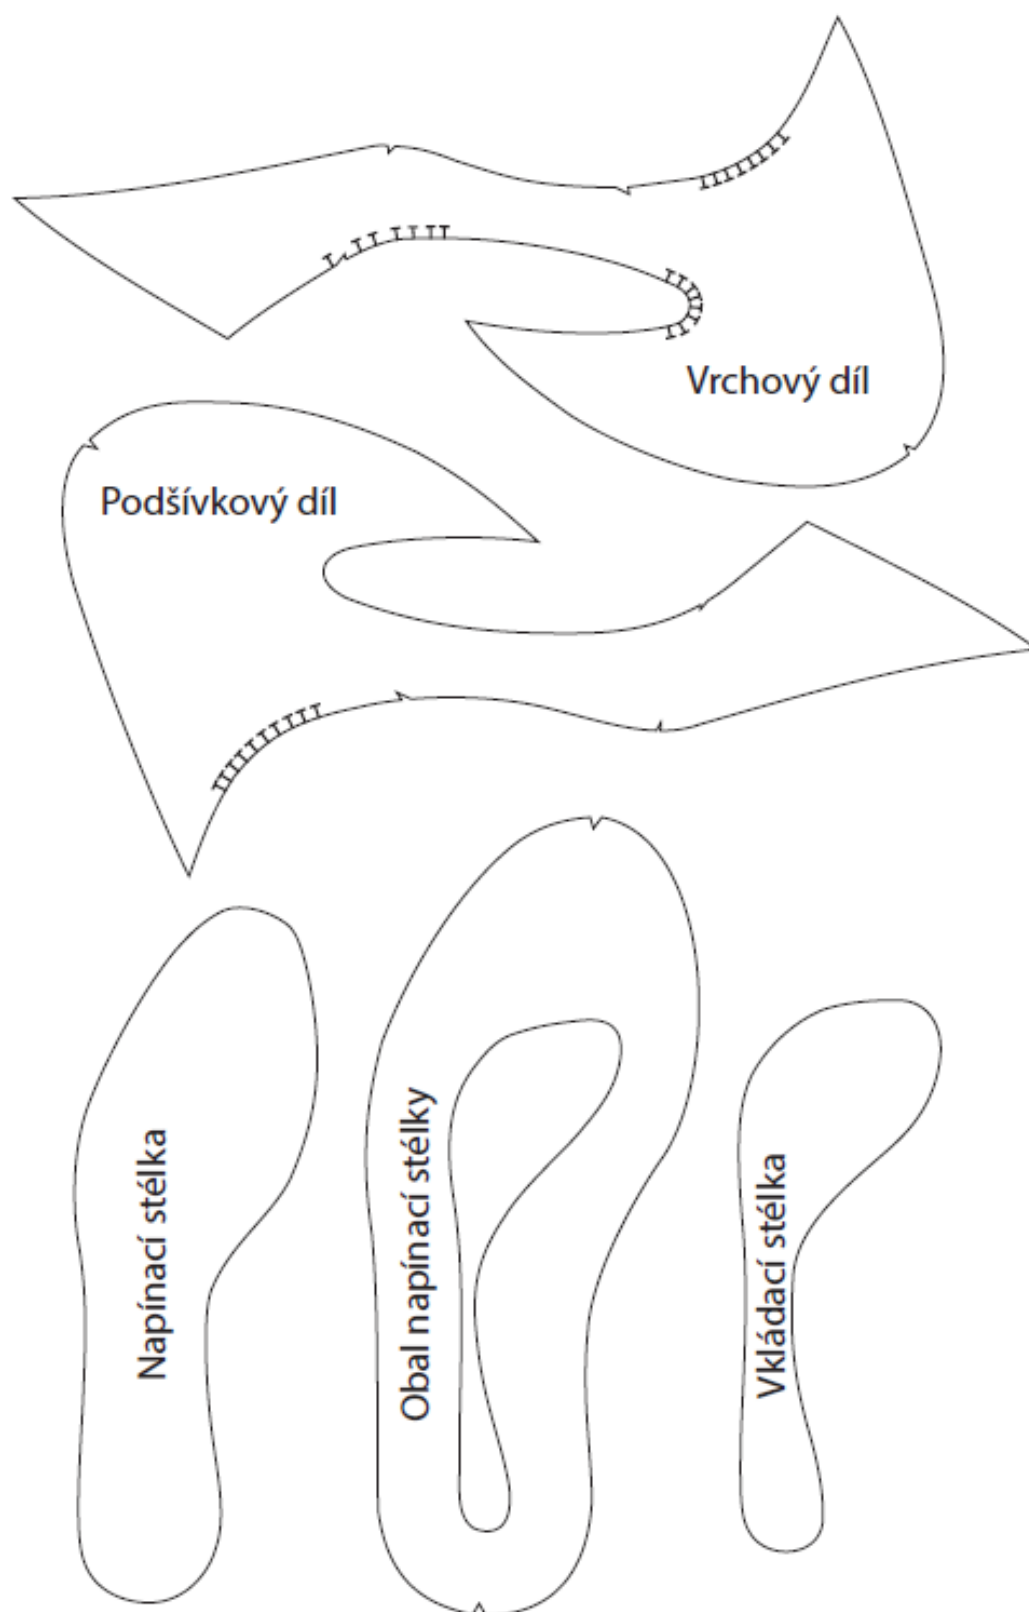 Vrchový díl
Podšívkový díl
Napínací stélka
Obal napínací stélky
Vkládací stélka